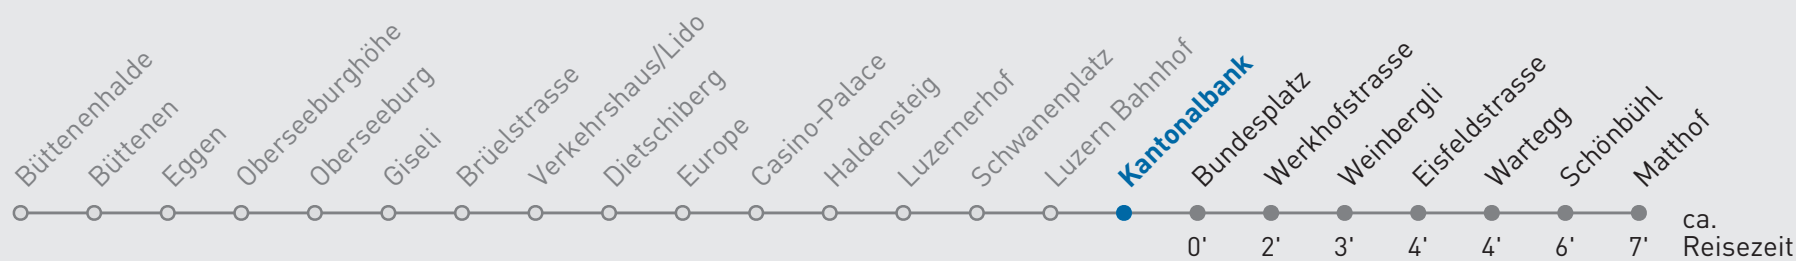 Büttenenhalde
Büttenen
Eggen
Oberseeburghöhe
Oberseeburg
Giseli
Brüelstrasse
Verkehrshaus/Lido
Dietschiberg
Europe
Casino-Palace
Haldensteig
Luzernerhof
Schwanenplatz
Luzern Bahnhof
Kantonalbank
Bundesplatz
Werkhofstrasse
Weinbergli
Eisfeldstrasse
Wartegg
Schönbühl
Matthof
0' 2' 3' 4' 4' 6' 7'
ca.
Reisezeit